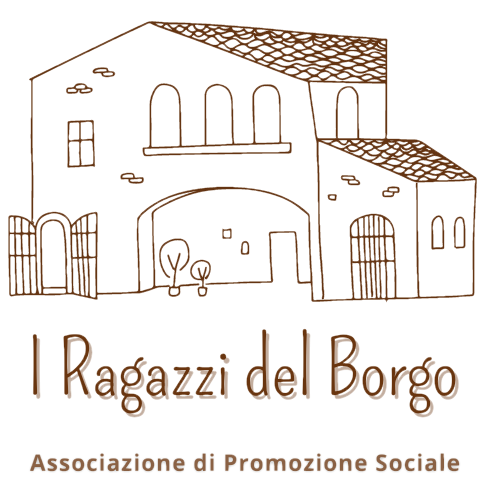 I Ragazzi del Borgo
Associazione di Promozione Sociale